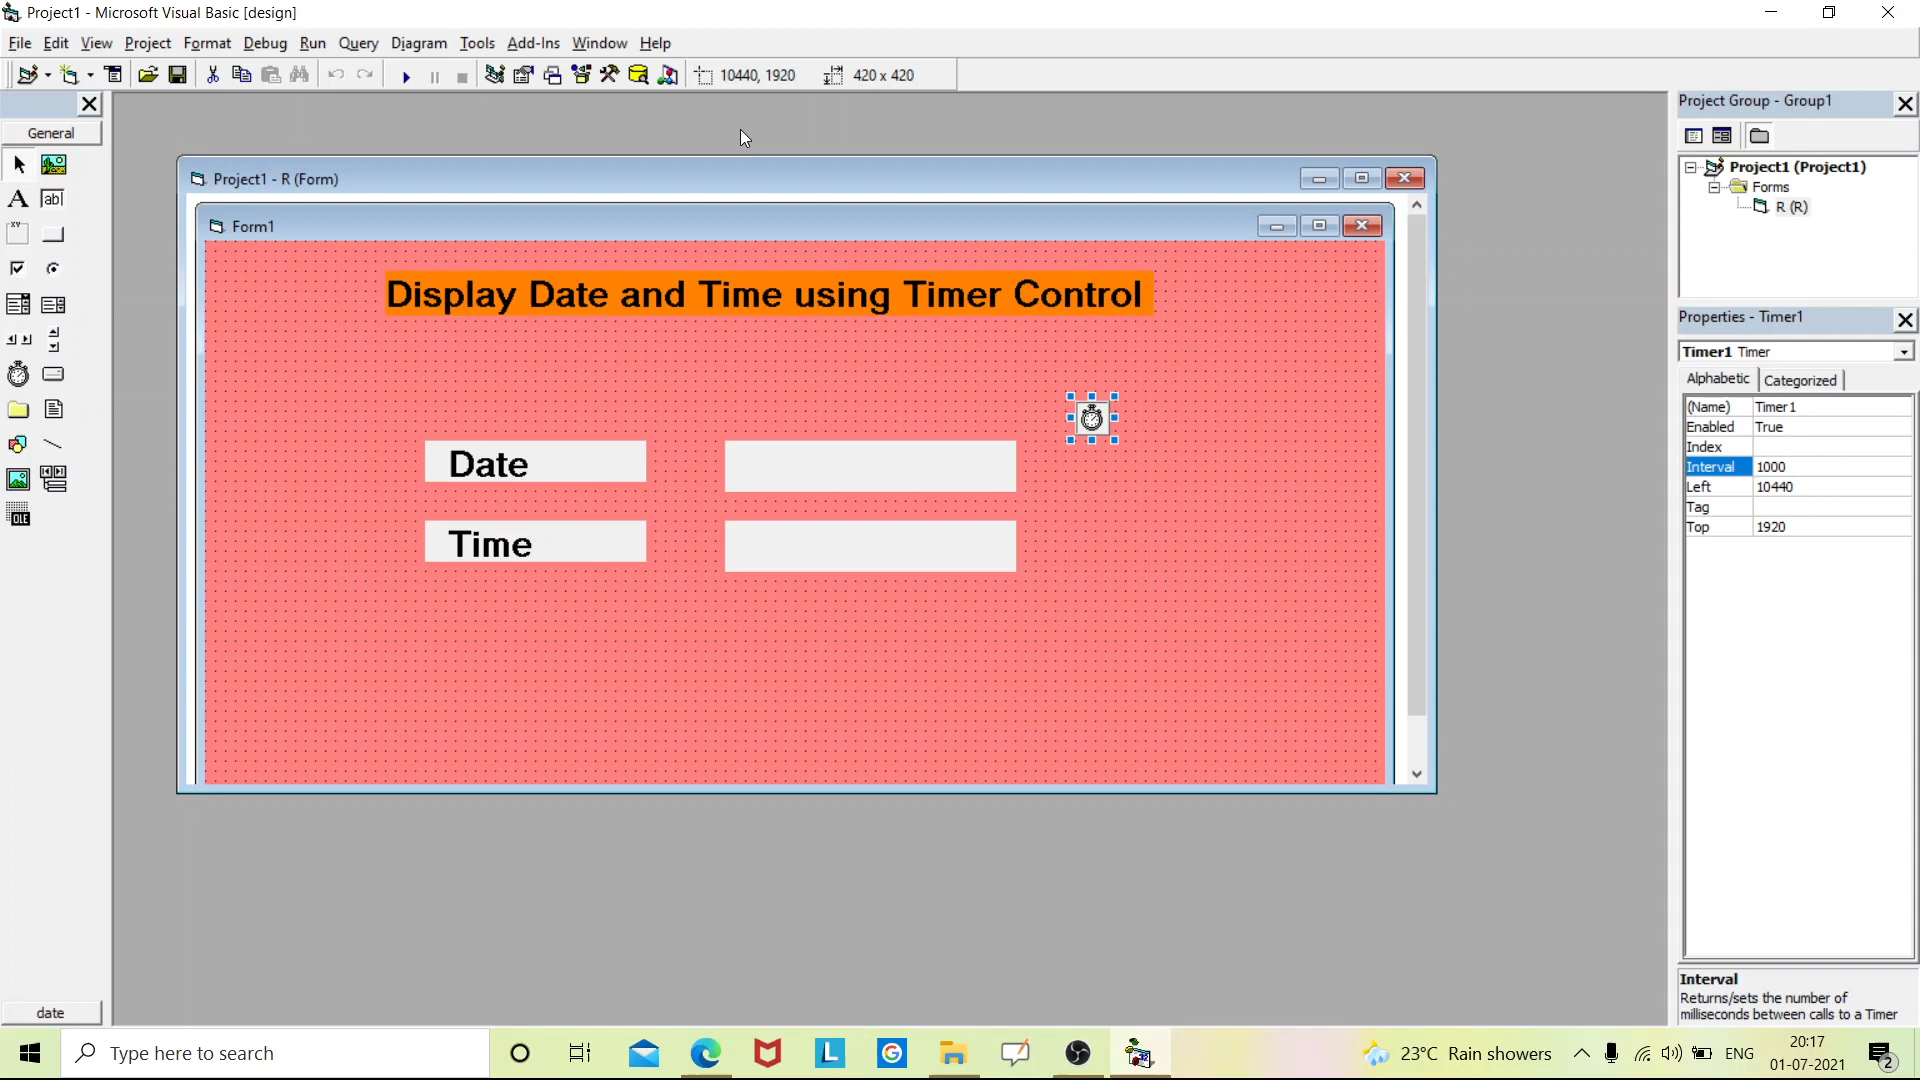 Project1 - Microsoft Visual Basic [design]
File Edit View Project Format Debug Run Query Diagram Tools Add-Ins Window Help
10440, 1920 420 x 420
General
A ab|
xy
OLE
date
Project1 - R (Form)
Form1
Display Date and Time using Timer Control
Date
Time
Project Group - Group1
Project1 (Project1)
Forms
R (R)
Properties - Timer1
Timer1 Timer
Alphabetic Categorized
(Name) Timer1
Enabled True
Index
Interval 1000
Left 10440
Tag
Top 1920
Interval
Returns/sets the number of
milliseconds between calls to a Timer
Type here to search
L G
23°C Rain showers ENG
20:17
01-07-2021
2